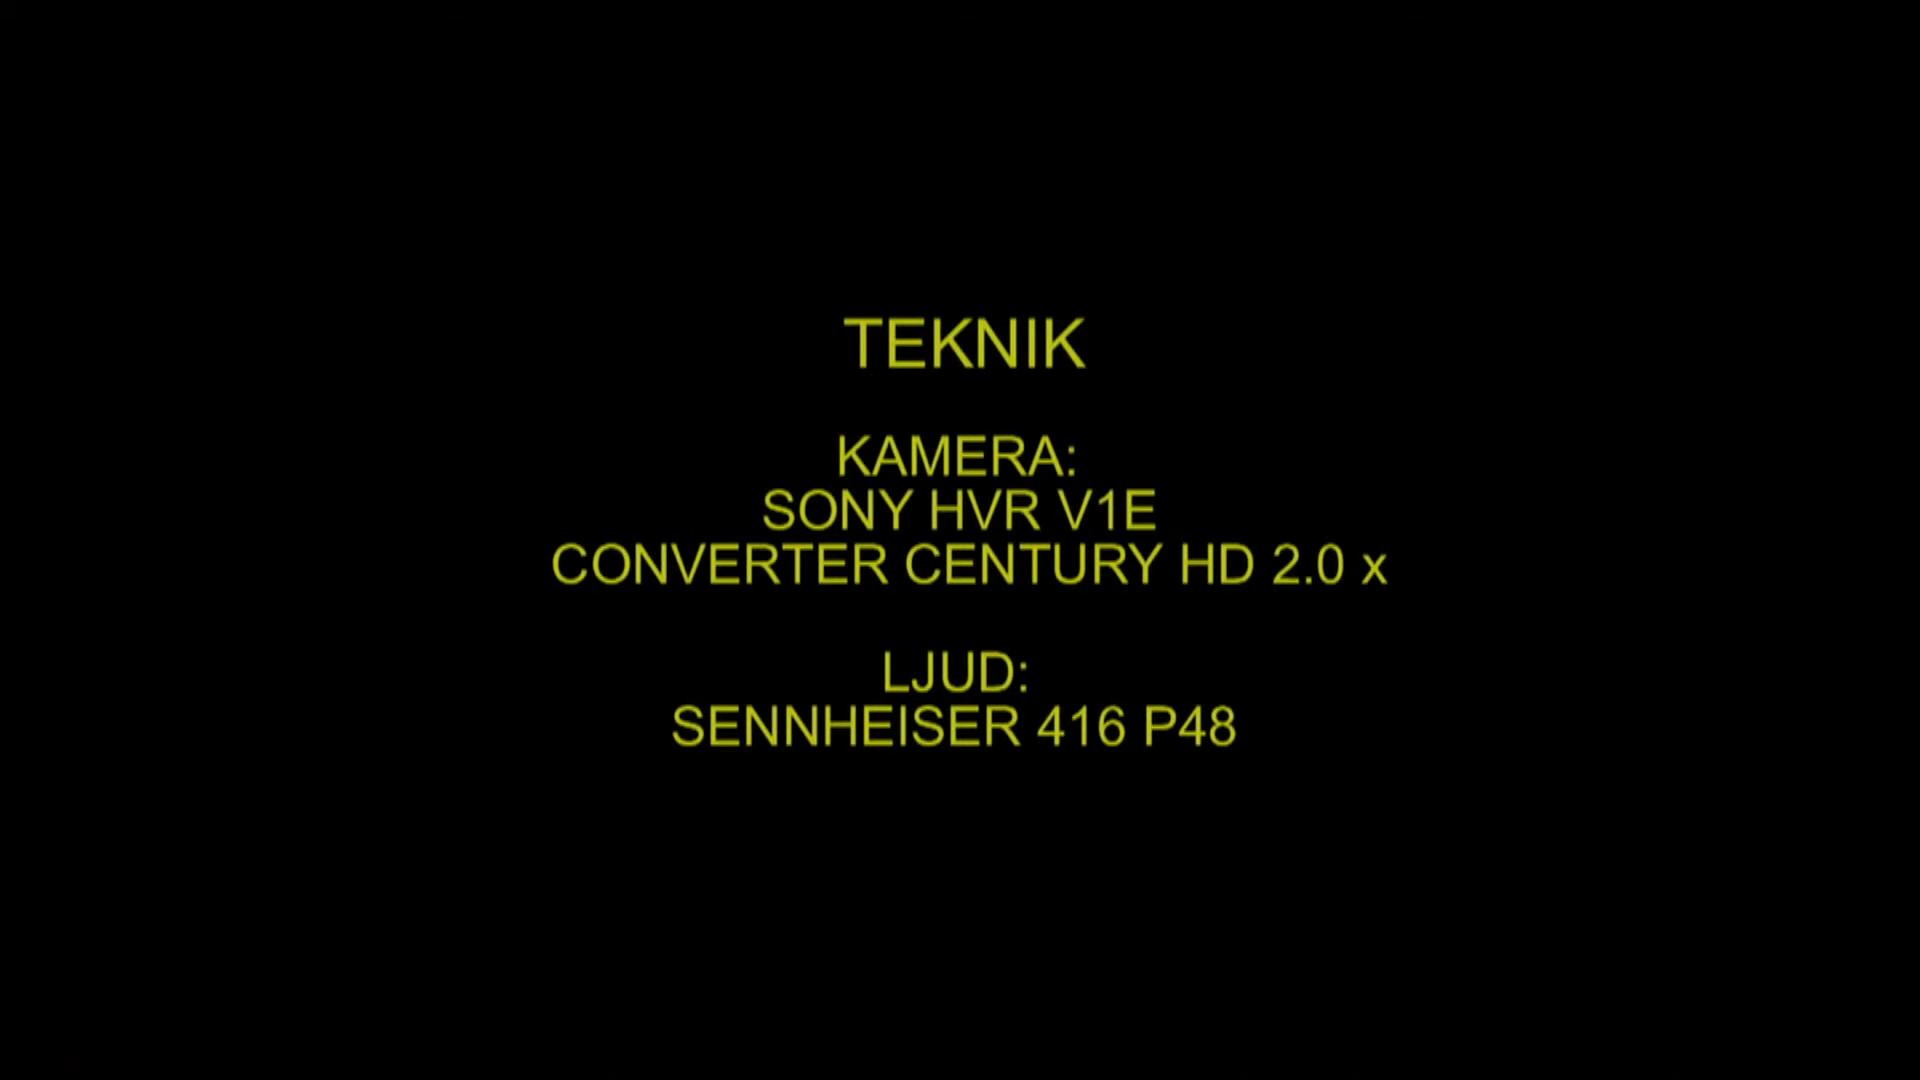 TEKNIK
KAMERA:
SONY HVR V1E
CONVERTER CENTURY HD 2.0 x
LJUD:
SENNHEISER 416 P48